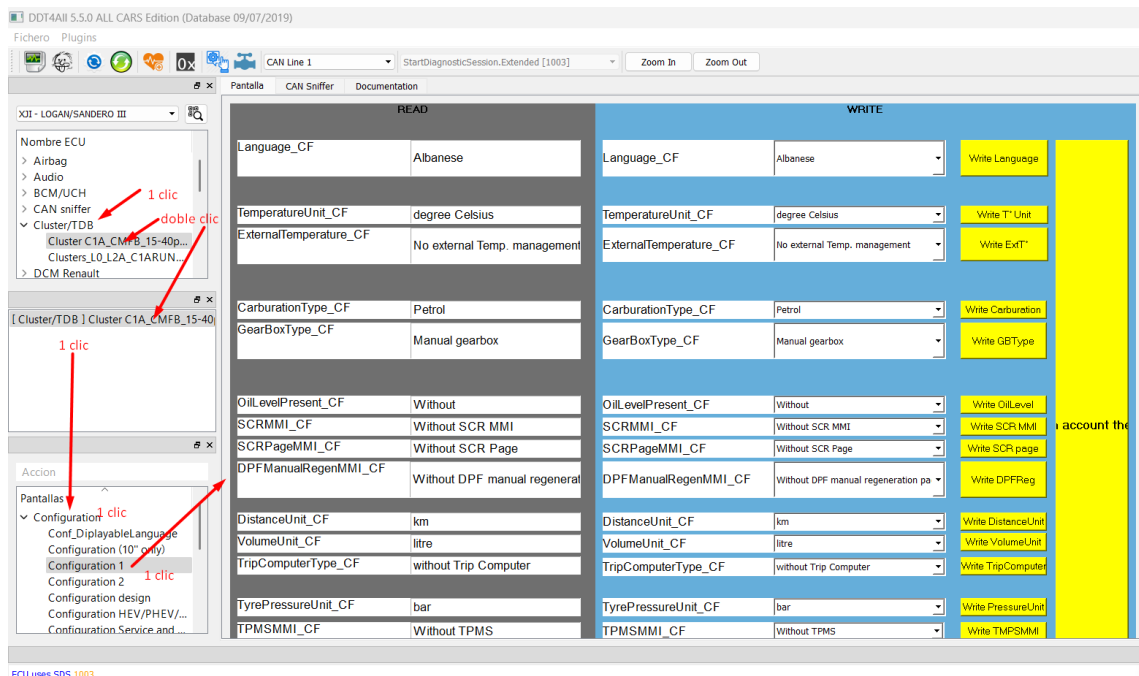 DDT4All 5.5.0 ALL CARS Edition (Database 09/07/2019)
Fichero Plugins
0x CAN Line 1 StartDiagnosticSession.Extended [1003] Zoom In Zoom Out
Pantalla CAN Sniffer Documentation
XJI - LOGAN/SANDERO III
Nombre ECU
Airbag
Audio
BCM/UCH
CAN sniffer
Cluster/TDB
Cluster C1A_CMFB_15-40p...
Clusters_L0_L2A_C1ARUN...
DCM Renault
1 clic
doble clic
[ Cluster/TDB ] Cluster C1A_CMFB_15-40
1 clic
Accion
Pantallas
Configuration
1 clic
Conf_DiplayableLanguage
Configuration (10" only)
Configuration 1
1 clic
Configuration 2
Configuration design
Configuration HEV/PHEV/...
Configuration Service and ...
READ WRITE
Language_CF Albanese Language_CF Albanese Write Language
TemperatureUnit_CF degree Celsius TemperatureUnit_CF degree Celsius Write T° Unit
ExternalTemperature_CF No external Temp. management ExternalTemperature_CF No external Temp. management Write ExtT°
CarburationType_CF Petrol CarburationType_CF Petrol Write Carburation
GearBoxType_CF Manual gearbox GearBoxType_CF Manual gearbox Write GBType
OilLevelPresent_CF Without OilLevelPresent_CF Without Write OilLevel
SCRMMI_CF Without SCR MMI SCRMMI_CF Without SCR MMI Write SCR MMI account the
SCRPageMMI_CF Without SCR Page SCRPageMMI_CF Without SCR Page Write SCR page
DPFManualRegenMMI_CF Without DPF manual regenerat DPFManualRegenMMI_CF Without DPF manual regeneration pa Write DPFReg
DistanceUnit_CF km DistanceUnit_CF km Write DistanceUnit
VolumeUnit_CF litre VolumeUnit_CF litre Write VolumeUnit
TripComputerType_CF without Trip Computer TripComputerType_CF without Trip Computer Write TripComputer
TyrePressureUnit_CF bar TyrePressureUnit_CF bar Write PressureUnit
TPMSMMI_CF Without TPMS TPMSMMI_CF Without TPMS Write TMPSMMI
ECU uses SDS 1003